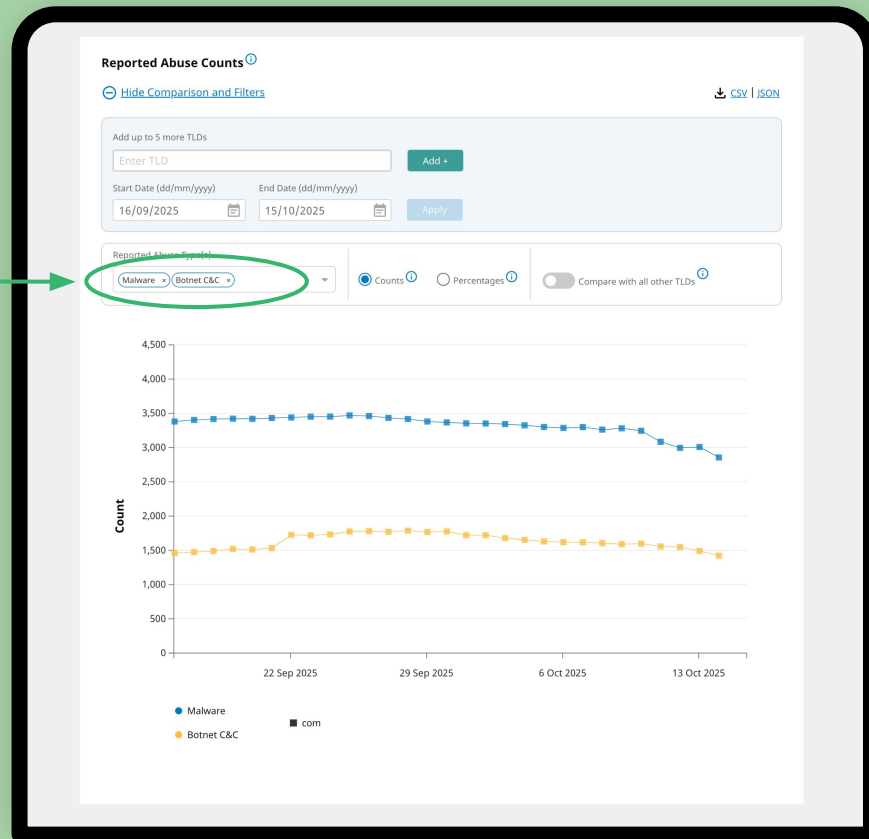 Reported Abuse Counts
Hide Comparison and Filters
CSV | JSON
Add up to 5 more TLDs
Enter TLD
Add +
Start Date (dd/mm/yyyy) End Date (dd/mm/yyyy)
16/09/2025 15/10/2025 Apply
Reported Abuse Type(s)
Malware × Botnet C&C ×
Counts Percentages Compare with all other TLDs
4,500
4,000
3,500
3,000
2,500
2,000
1,500
1,000
500
0
Count
22 Sep 2025 29 Sep 2025 6 Oct 2025 13 Oct 2025
Malware
com
Botnet C&C